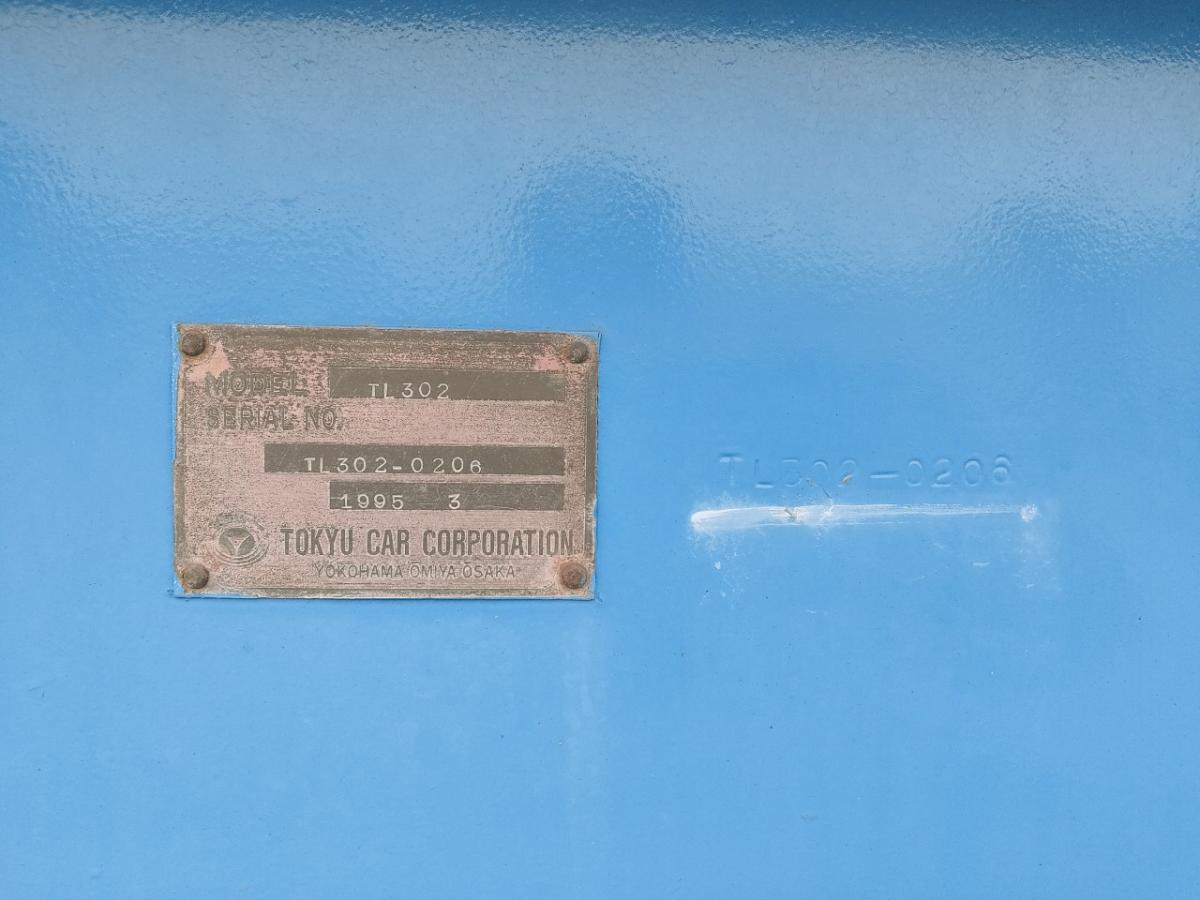 MODEL TL302
SERIAL NO.
TL302-0206
1995 3
TOKYU CAR CORPORATION
YOKOHAMA OMIYA OSAKA
TL302-0206